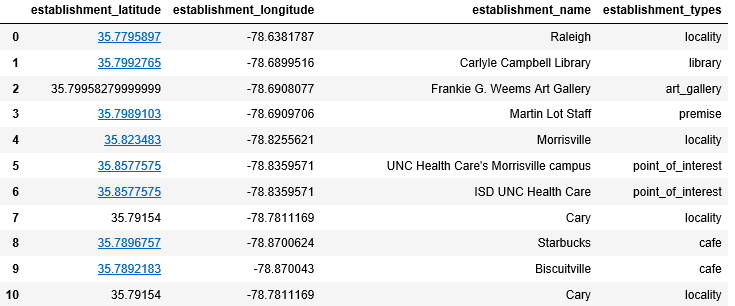 establishment_latitude establishment_longitude establishment_name establishment_types
0 35.7795897 -78.6381787 Raleigh locality
1 35.7992765 -78.6899516 Carlyle Campbell Library library
2 35.79958279999999 -78.6908077 Frankie G. Weems Art Gallery art_gallery
3 35.7989103 -78.6909706 Martin Lot Staff premise
4 35.823483 -78.8255621 Morrisville locality
5 35.8577575 -78.8359571 UNC Health Care's Morrisville campus point_of_interest
6 35.8577575 -78.8359571 ISD UNC Health Care point_of_interest
7 35.79154 -78.7811169 Cary locality
8 35.7896757 -78.8700624 Starbucks cafe
9 35.7892183 -78.870043 Biscuitville cafe
10 35.79154 -78.7811169 Cary locality